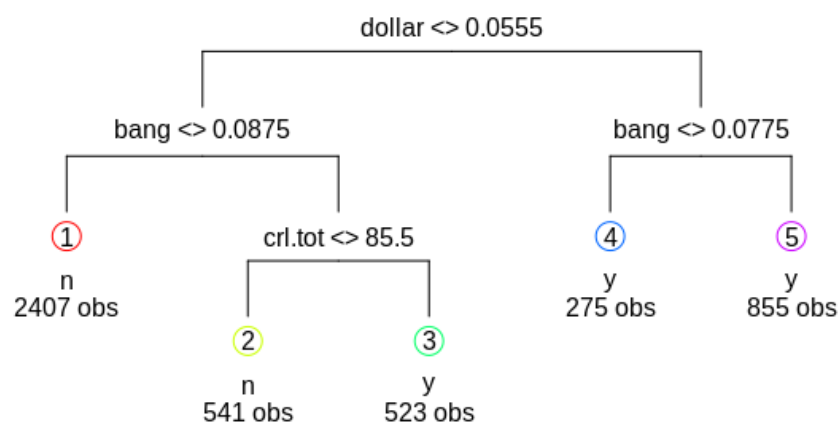 dollar <> 0.0555
bang <> 0.0875
bang <> 0.0775
1
crl.tot <> 85.5
4
5
n
2407 obs
y
275 obs
y
855 obs
2
3
n
541 obs
y
523 obs